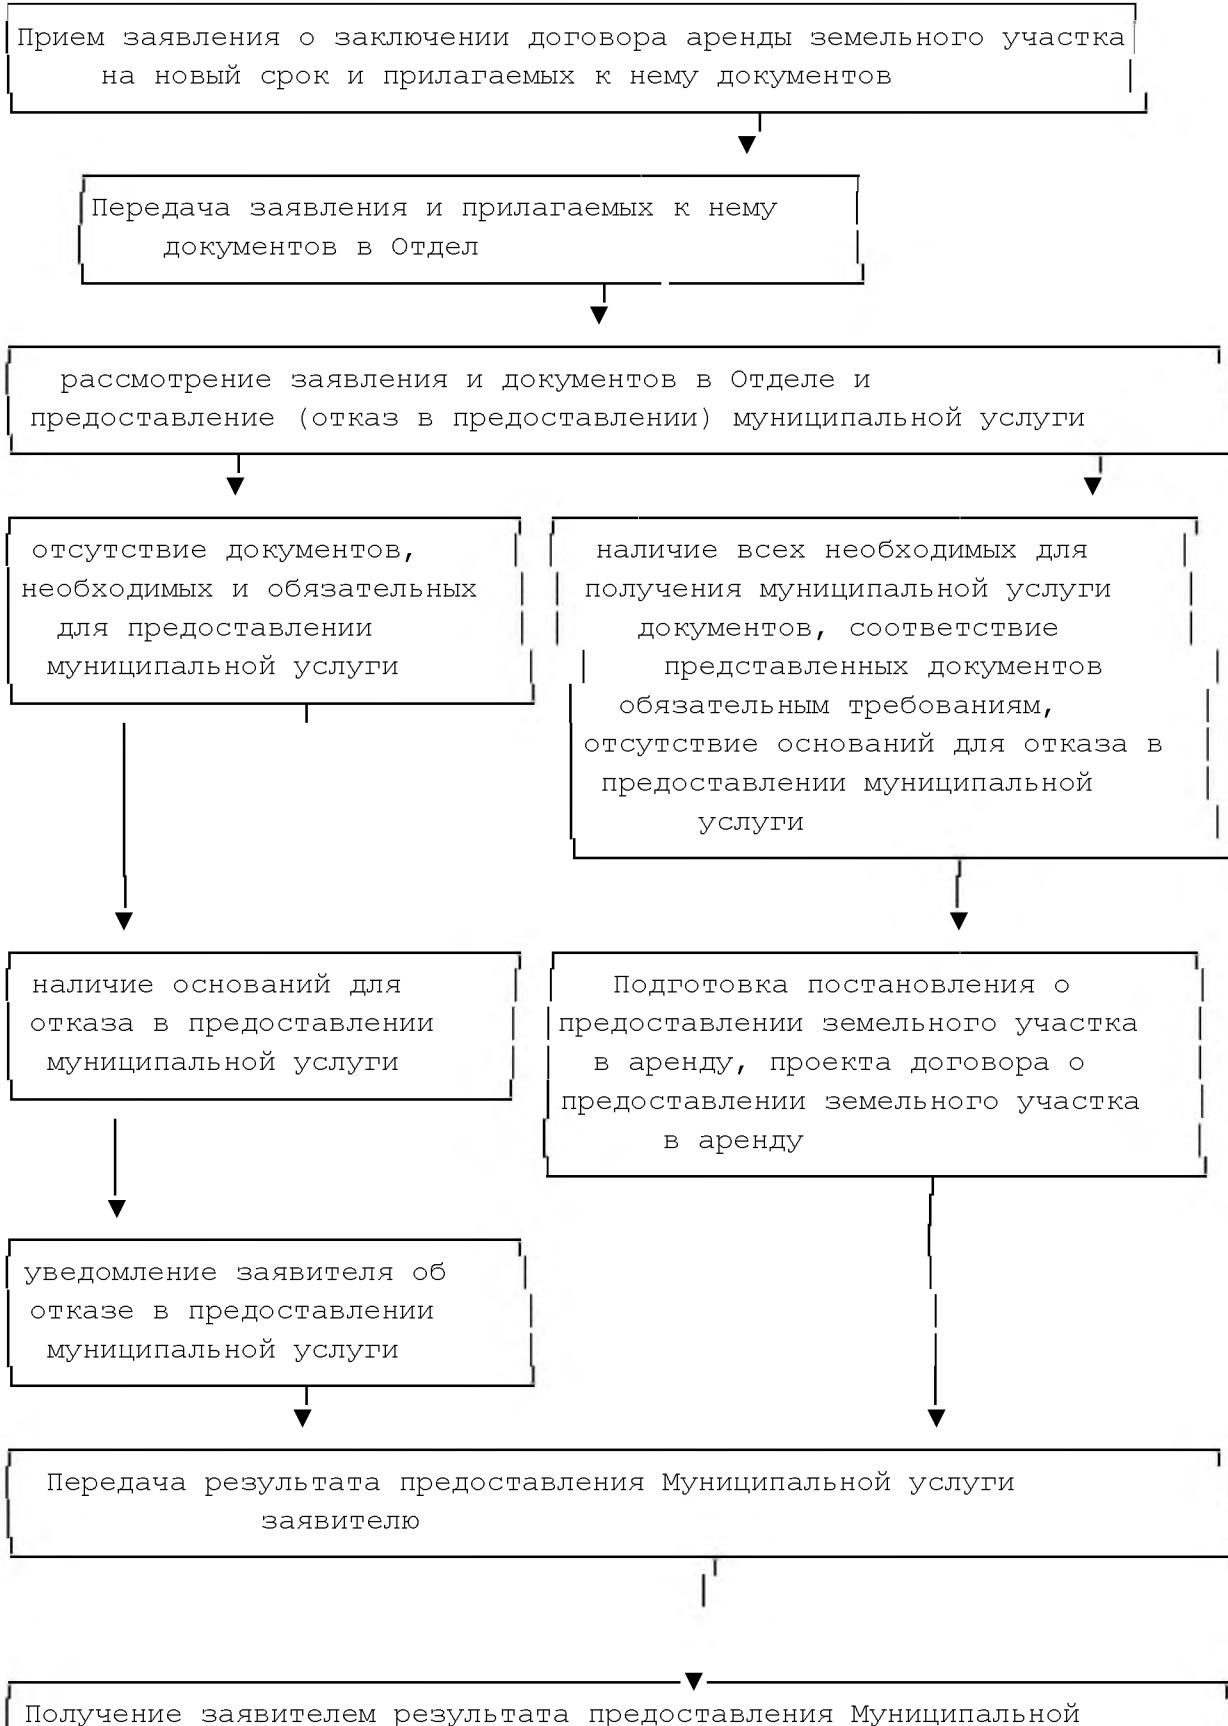 Прием заявления о заключении договора аренды земельного участка
на новый срок и прилагаемых к нему документов
Передача заявления и прилагаемых к нему
документов в Отдел
рассмотрение заявления и документов в Отделе и
предоставление (отказ в предоставлении) муниципальной услуги
отсутствие документов,
необходимых и обязательных
для предоставлении
муниципальной услуги
наличие всех необходимых для
получения муниципальной услуги
документов, соответствие
представленных документов
обязательным требованиям,
отсутствие оснований для отказа в
предоставлении муниципальной
услуги
наличие оснований для
отказа в предоставлении
муниципальной услуги
Подготовка постановления о
предоставлении земельного участка
в аренду, проекта договора о
предоставлении земельного участка
в аренду
уведомление заявителя об
отказе в предоставлении
муниципальной услуги
Передача результата предоставления Муниципальной услуги
заявителю
Получение заявителем результата предоставления Муниципальной